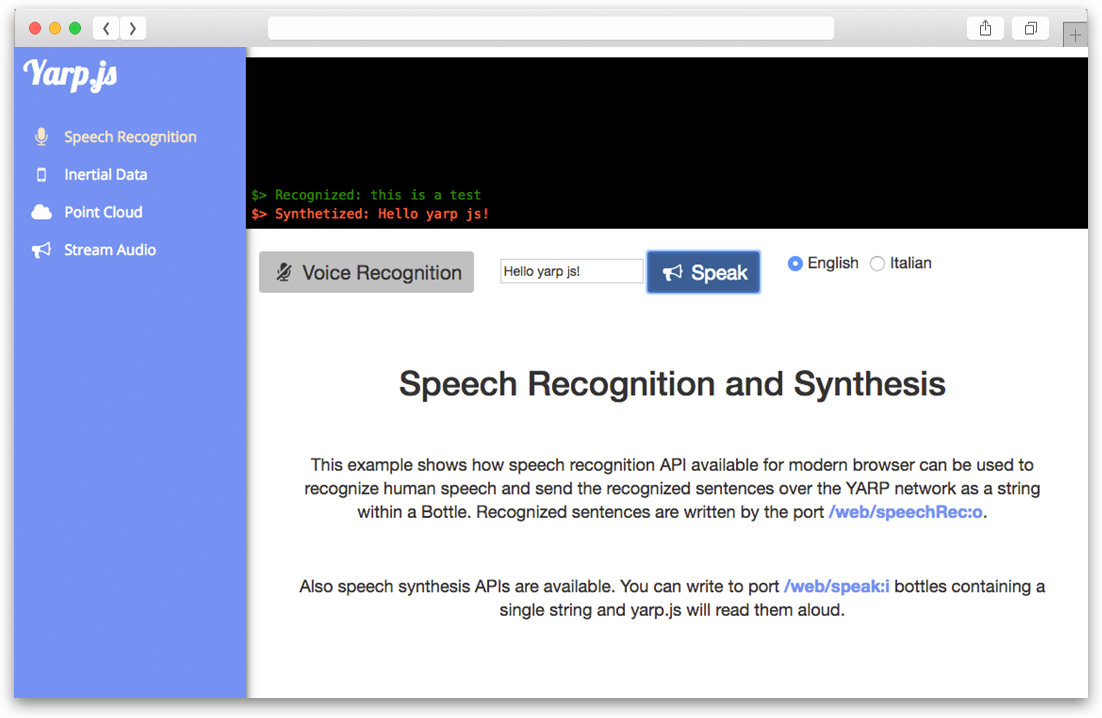 Yarp.js
Speech Recognition
Inertial Data
Point Cloud
Stream Audio
$> Recognized: this is a test
$> Synthetized: Hello yarp js!
Voice Recognition
Hello yarp js!
Speak
English
Italian
Speech Recognition and Synthesis
This example shows how speech recognition API available for modern browser can be used to
recognize human speech and send the recognized sentences over the YARP network as a string
within a Bottle. Recognized sentences are written by the port /web/speechRec:o.
Also speech synthesis APIs are available. You can write to port /web/speak:i bottles containing a
single string and yarp.js will read them aloud.